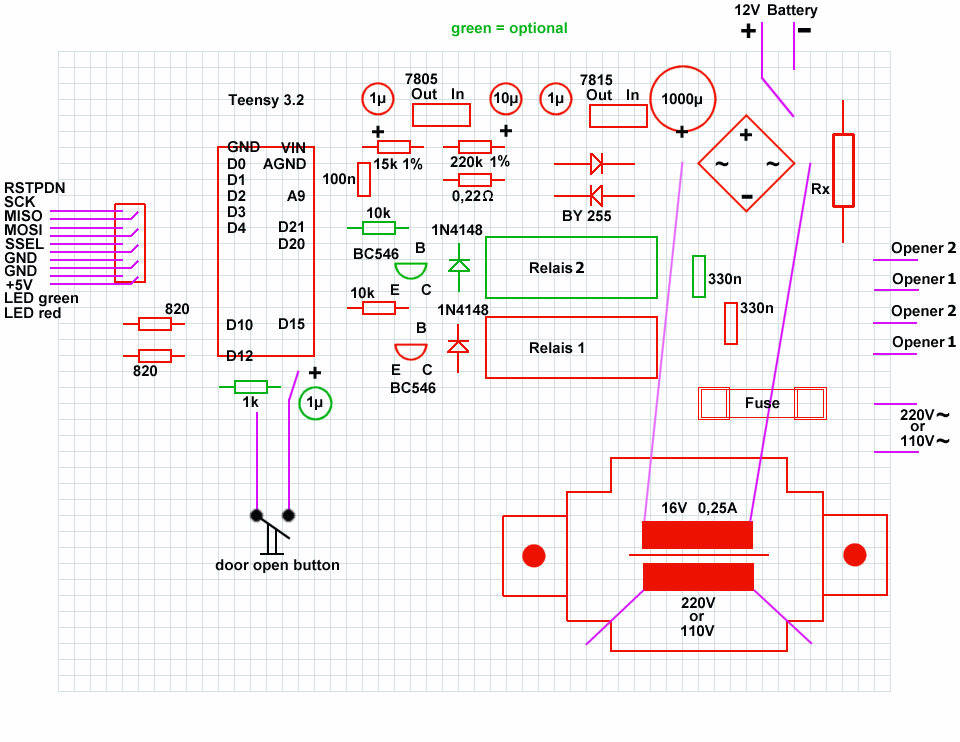 12V Battery
+ −
green = optional
7805
Out In
7815
Out In
1µ
10µ
1µ
1000µ
Teensy 3.2
+
+
+
GND VIN
D0 AGND
D1
D2 A9
D3
D4 D21
D20
D10 D15
D12
15k 1%
220k 1%
100n
0,22Ω
BY 255
+
~ ~
−
Rx
RSTPDN
SCK
MISO
MOSI
SSEL
GND
GND
+5V
LED green
LED red
10k
BC546
B
E C
1N4148
Relais 2
330n
10k
1N4148
B
E C
BC546
Relais 1
330n
820
820
Opener 2
Opener 1
Opener 2
Opener 1
1k
+
1µ
Fuse
220V~
or
110V~
16V 0,25A
220V
or
110V
door open button